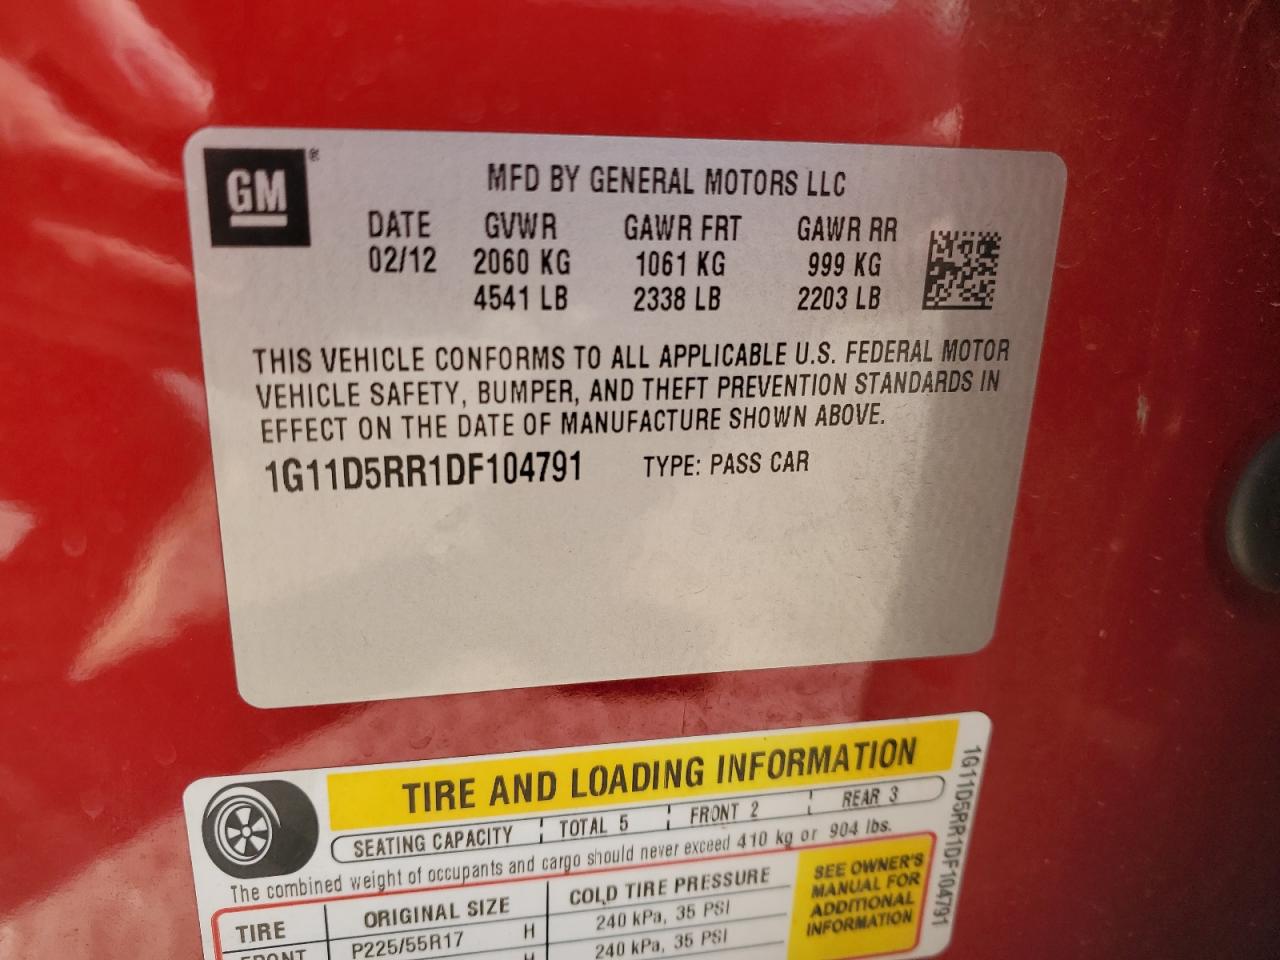 GM ®
MFD BY GENERAL MOTORS LLC
DATE GVWR GAWR FRT GAWR RR
02/12 2060 KG 1061 KG 999 KG
4541 LB 2338 LB 2203 LB
THIS VEHICLE CONFORMS TO ALL APPLICABLE U.S. FEDERAL MOTOR
VEHICLE SAFETY, BUMPER, AND THEFT PREVENTION STANDARDS IN
EFFECT ON THE DATE OF MANUFACTURE SHOWN ABOVE.
1G11D5RR1DF104791 TYPE: PASS CAR
TIRE AND LOADING INFORMATION
SEATING CAPACITY TOTAL 5 FRONT 2 REAR 3
The combined weight of occupants and cargo should never exceed 410 kg or 904 lbs.
TIRE ORIGINAL SIZE COLD TIRE PRESSURE
FRONT P225/55R17 H 240 kPa, 35 PSI
H 240 kPa, 35 PSI
SEE OWNER'S
MANUAL FOR
ADDITIONAL
INFORMATION
1G11D5RR1DF104791